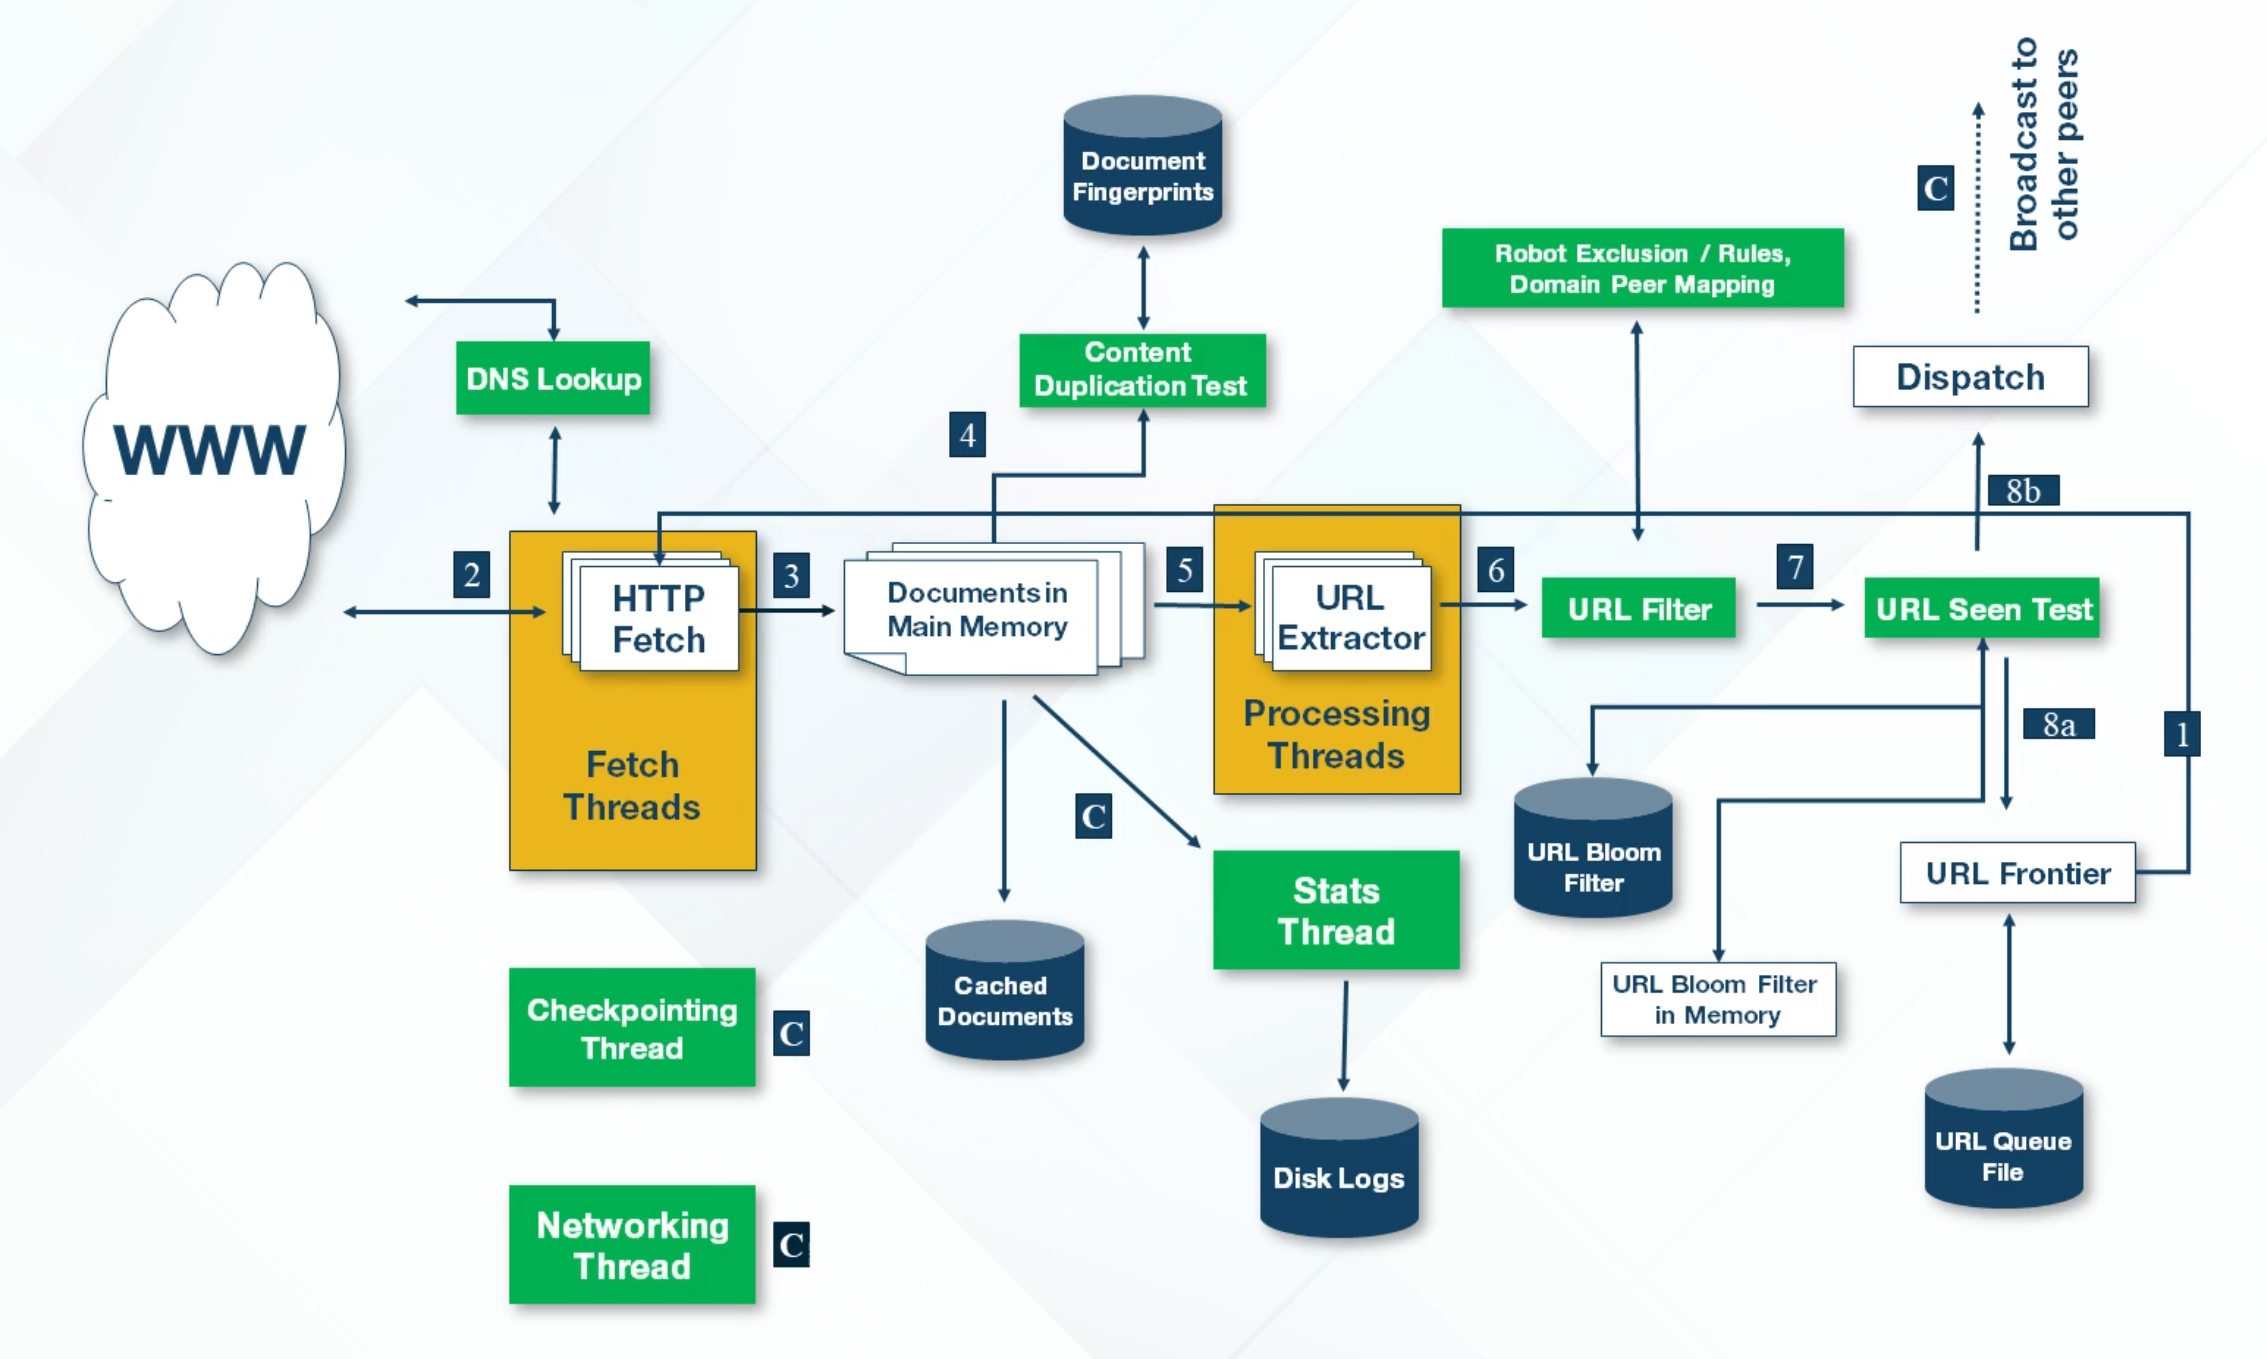 Broadcast to
other peers
C
Document
Fingerprints
Robot Exclusion / Rules,
Domain Peer Mapping
Content
Duplication Test
DNS Lookup
Dispatch
WWW
4
8b
2
3
5
6
7
HTTP
Fetch
Documents in
Main Memory
URL
Extractor
URL Filter
URL Seen Test
Fetch
Threads
Processing
Threads
8a
1
C
URL Bloom
Filter
URL Frontier
Stats
Thread
Cached
Documents
URL Bloom Filter
in Memory
Checkpointing
Thread
C
Disk Logs
URL Queue
File
Networking
Thread
C